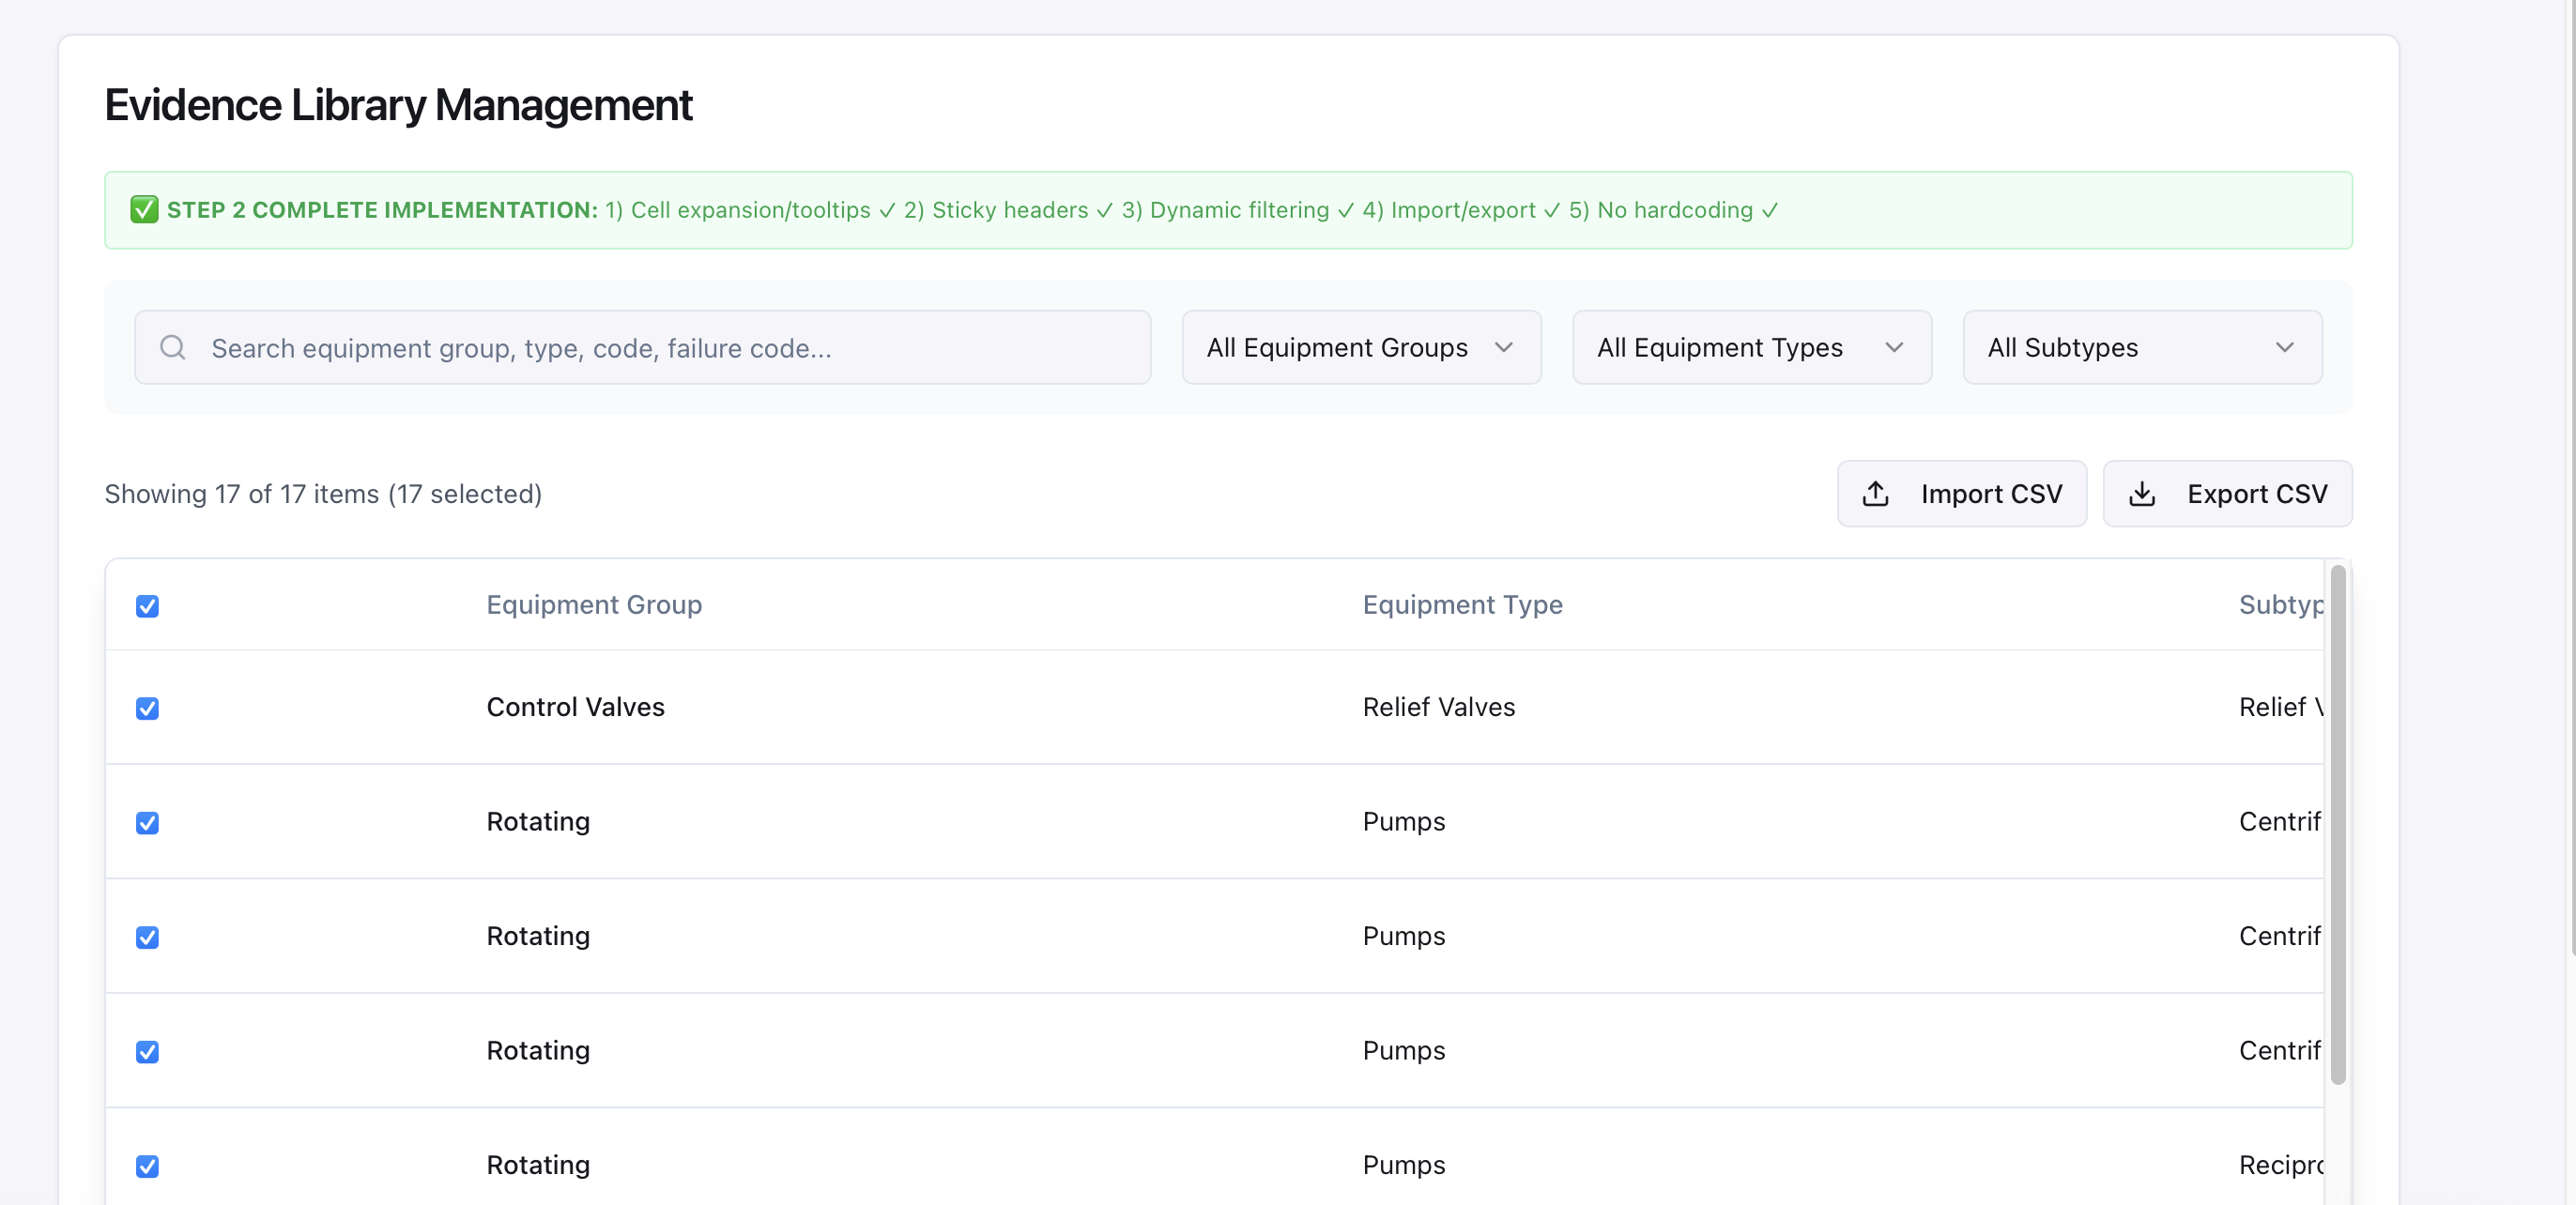 Evidence Library Management
✅ STEP 2 COMPLETE IMPLEMENTATION: 1) Cell expansion/tooltips ✓ 2) Sticky headers ✓ 3) Dynamic filtering ✓ 4) Import/export ✓ 5) No hardcoding ✓
Search equipment group, type, code, failure code... All Equipment Groups All Equipment Types All Subtypes
Showing 17 of 17 items (17 selected) Import CSV Export CSV
Equipment Group Equipment Type Subtyp
Control Valves Relief Valves Relief V
Rotating Pumps Centrif
Rotating Pumps Centrif
Rotating Pumps Centrif
Rotating Pumps Recipro